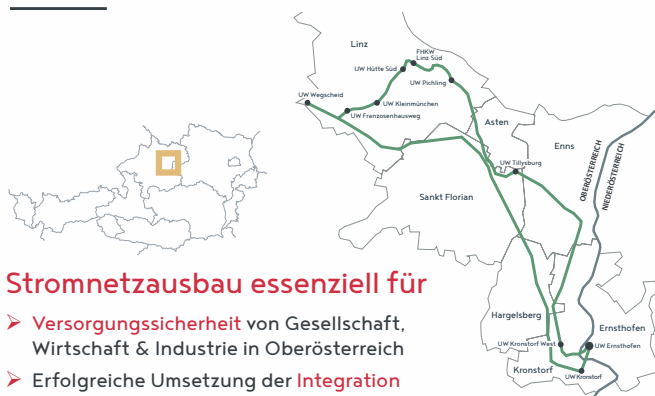 Linz
FHKW
Linz Süd
UW Hütte Süd
UW Pichling
UW Wegscheid
UW Kleinmünchen
UW Franzosenhausweg
Asten
Enns
UW Tillysburg
OBERÖSTERREICH
NIEDERÖSTERREICH
Sankt Florian
Stromnetzausbau essenziell für
Versorgungssicherheit von Gesellschaft,
Wirtschaft & Industrie in Oberösterreich
Erfolgreiche Umsetzung der Integration
Hargelsberg
Ernsthofen
UW Kronstorf West
UW Ernsthofen
Kronstorf
UW Kronstorf